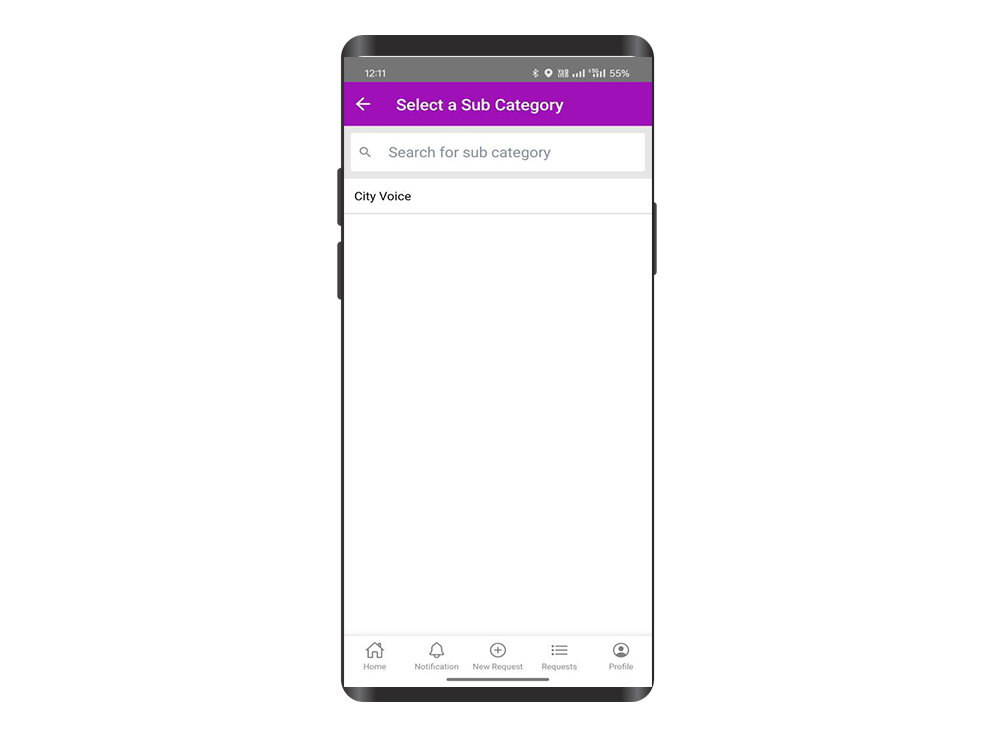 12:11 55%
Select a Sub Category
Search for sub category
City Voice
Home Notification New Request Requests Profile